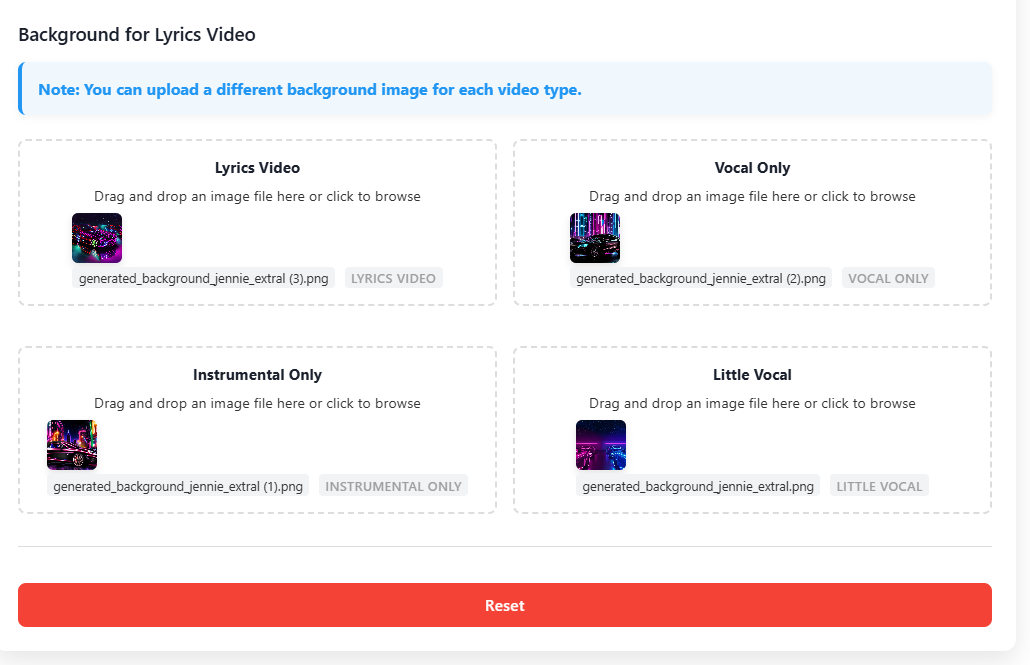 Background for Lyrics Video
Note: You can upload a different background image for each video type.
Lyrics Video
Drag and drop an image file here or click to browse
generated_background_jennie_extral (3).png LYRICS VIDEO
Vocal Only
Drag and drop an image file here or click to browse
generated_background_jennie_extral (2).png VOCAL ONLY
Instrumental Only
Drag and drop an image file here or click to browse
generated_background_jennie_extral (1).png INSTRUMENTAL ONLY
Little Vocal
Drag and drop an image file here or click to browse
generated_background_jennie_extral.png LITTLE VOCAL
Reset